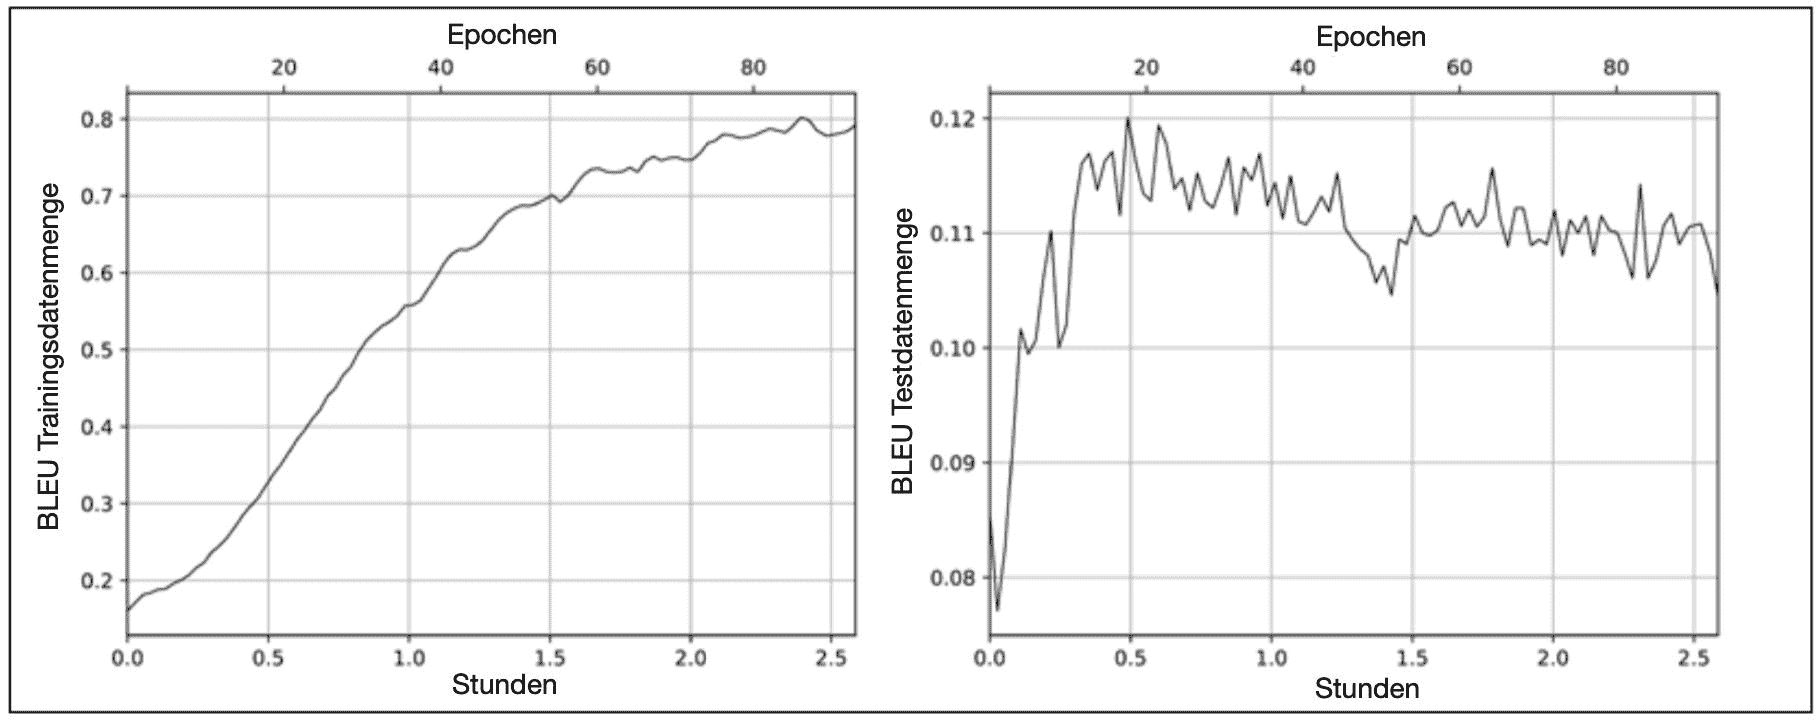 Epochen
20 40 60 80
BLEU Trainingsdatenmenge
0.8
0.7
0.6
0.5
0.4
0.3
0.2
0.0 0.5 1.0 1.5 2.0 2.5
Stunden
Epochen
20 40 60 80
BLEU Testdatenmenge
0.12
0.11
0.10
0.09
0.08
0.0 0.5 1.0 1.5 2.0 2.5
Stunden